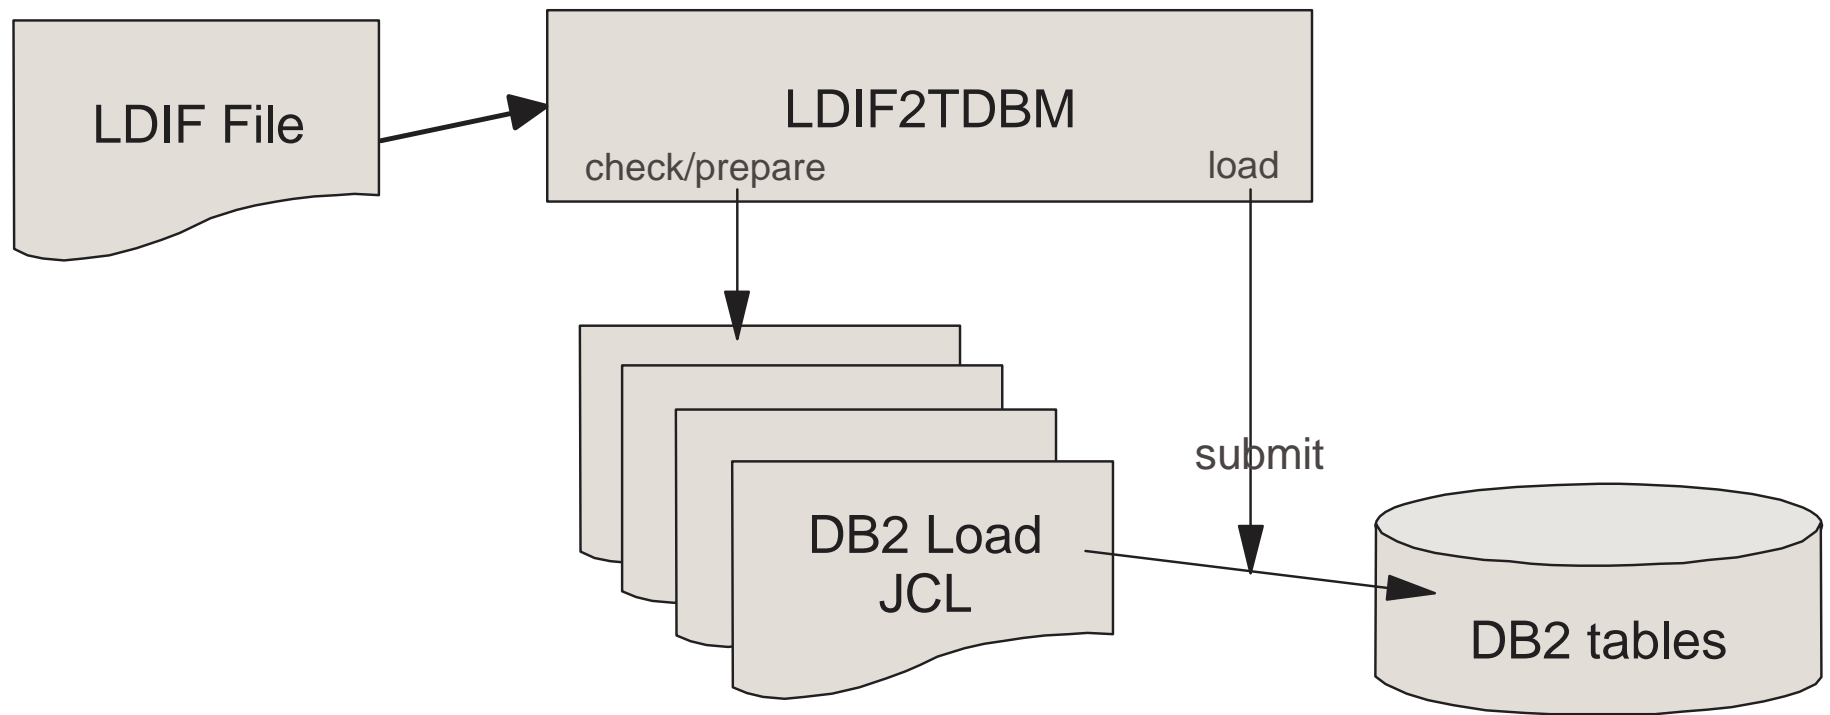 LDIF File
LDIF2TDBM
check/prepare
load
submit
DB2 Load
JCL
DB2 tables